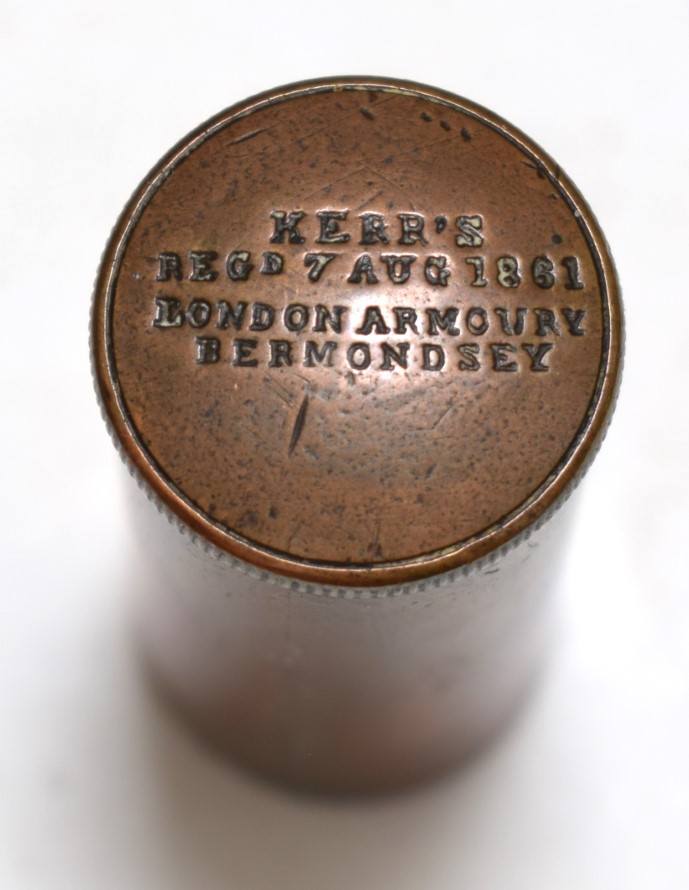 KERR'S
REGD 7 AUG 1861
LONDON ARMOURY
BERMONDSEY